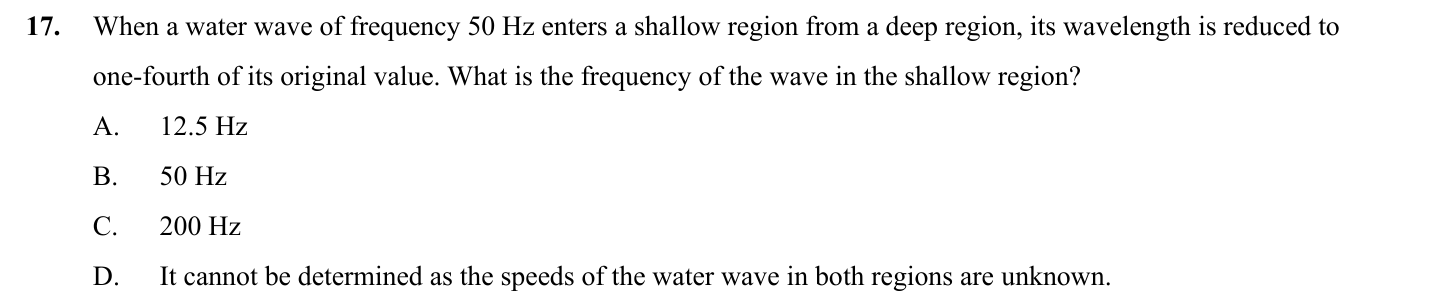 17. When a water wave of frequency 50 Hz enters a shallow region from a deep region, its wavelength is reduced to
one-fourth of its original value. What is the frequency of the wave in the shallow region?
A. 12.5 Hz
B. 50 Hz
C. 200 Hz
D. It cannot be determined as the speeds of the water wave in both regions are unknown.